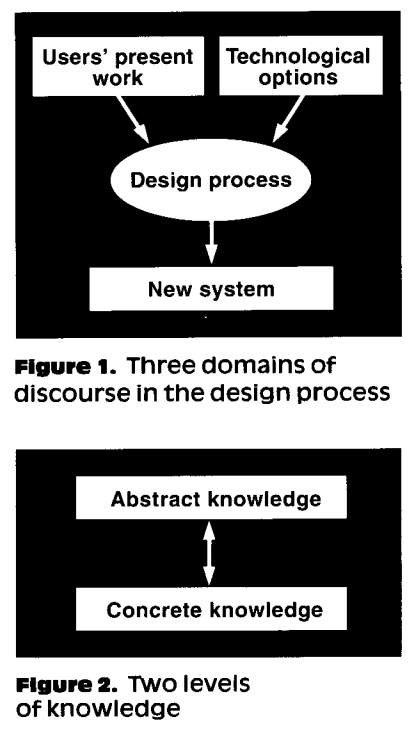 Users' present
work
Technological
options
Design process
New system
Figure 1. Three domains of
discourse in the design process
Abstract knowledge
Concrete knowledge
Figure 2. Two levels
of knowledge